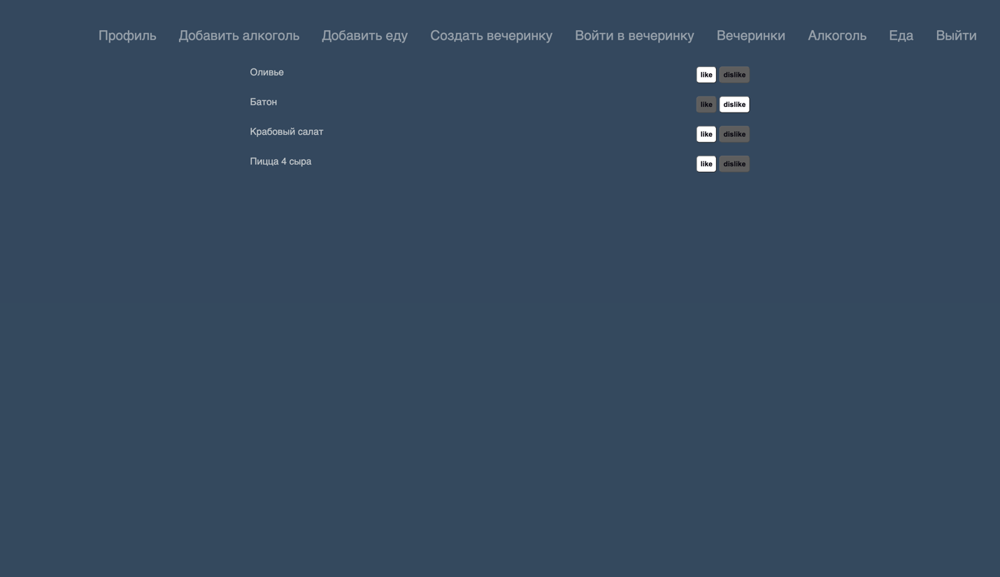 Профиль Добавить алкоголь Добавить еду Создать вечеринку Войти в вечеринку Вечеринки Алкоголь Еда Выйти
Оливье like dislike
Батон like dislike
Крабовый салат like dislike
Пицца 4 сыра like dislike